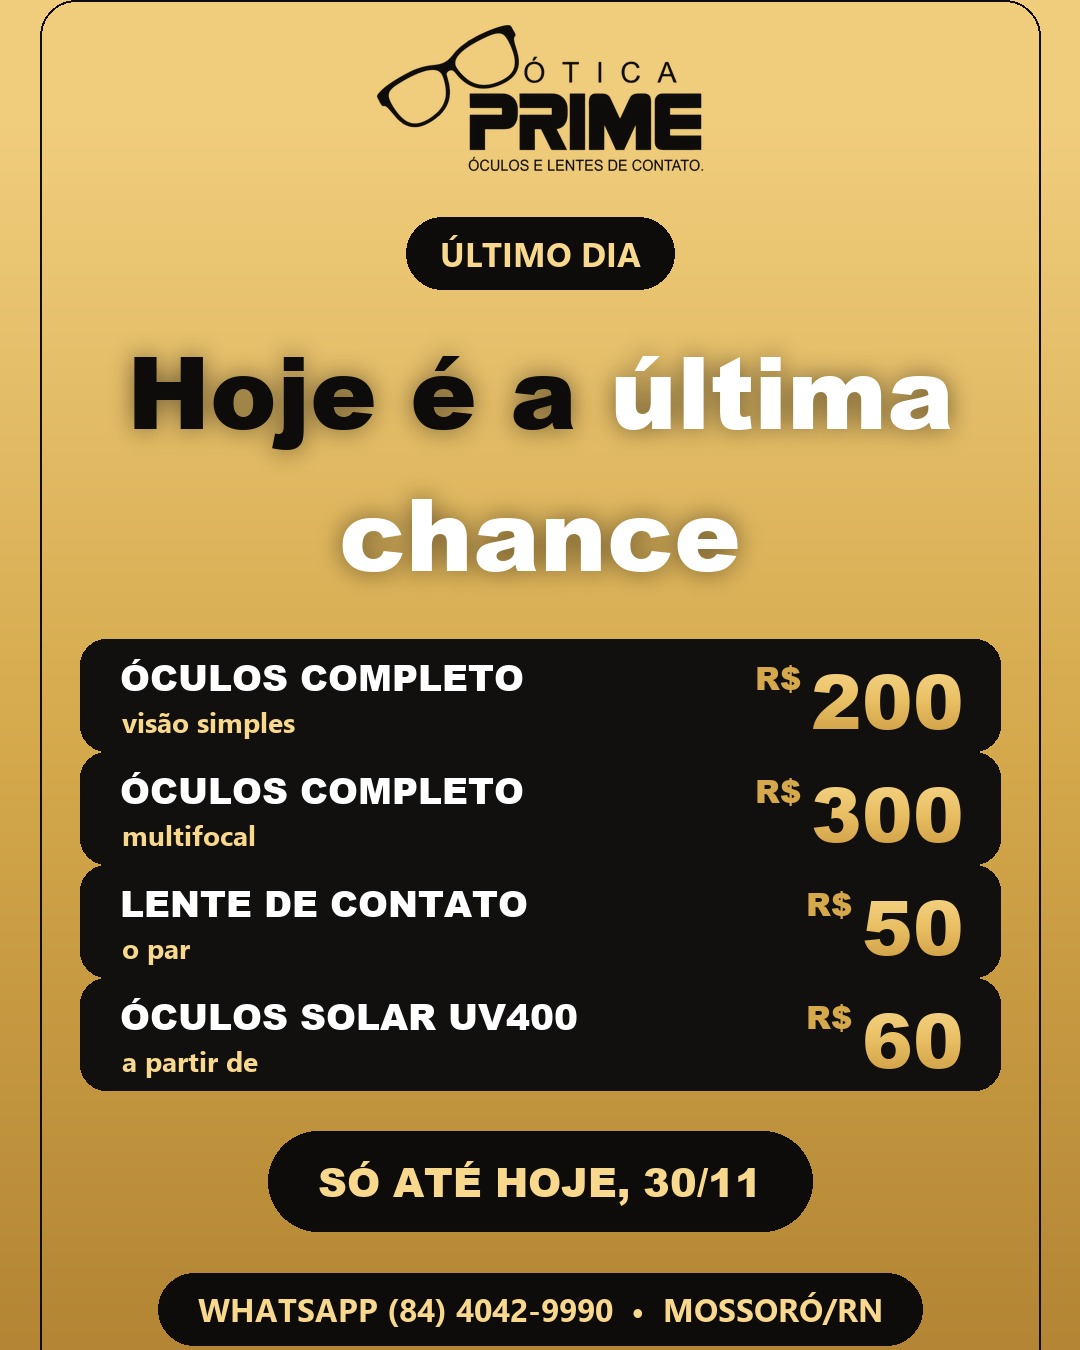 ÓTICA
PRIME
ÓCULOS E LENTES DE CONTATO.
ÚLTIMO DIA
Hoje é a última
chance
ÓCULOS COMPLETO
visão simples
R$ 200
ÓCULOS COMPLETO
multifocal
R$ 300
LENTE DE CONTATO
o par
R$ 50
ÓCULOS SOLAR UV400
a partir de
R$ 60
SÓ ATÉ HOJE, 30/11
WHATSAPP (84) 4042-9990 • MOSSORÓ/RN